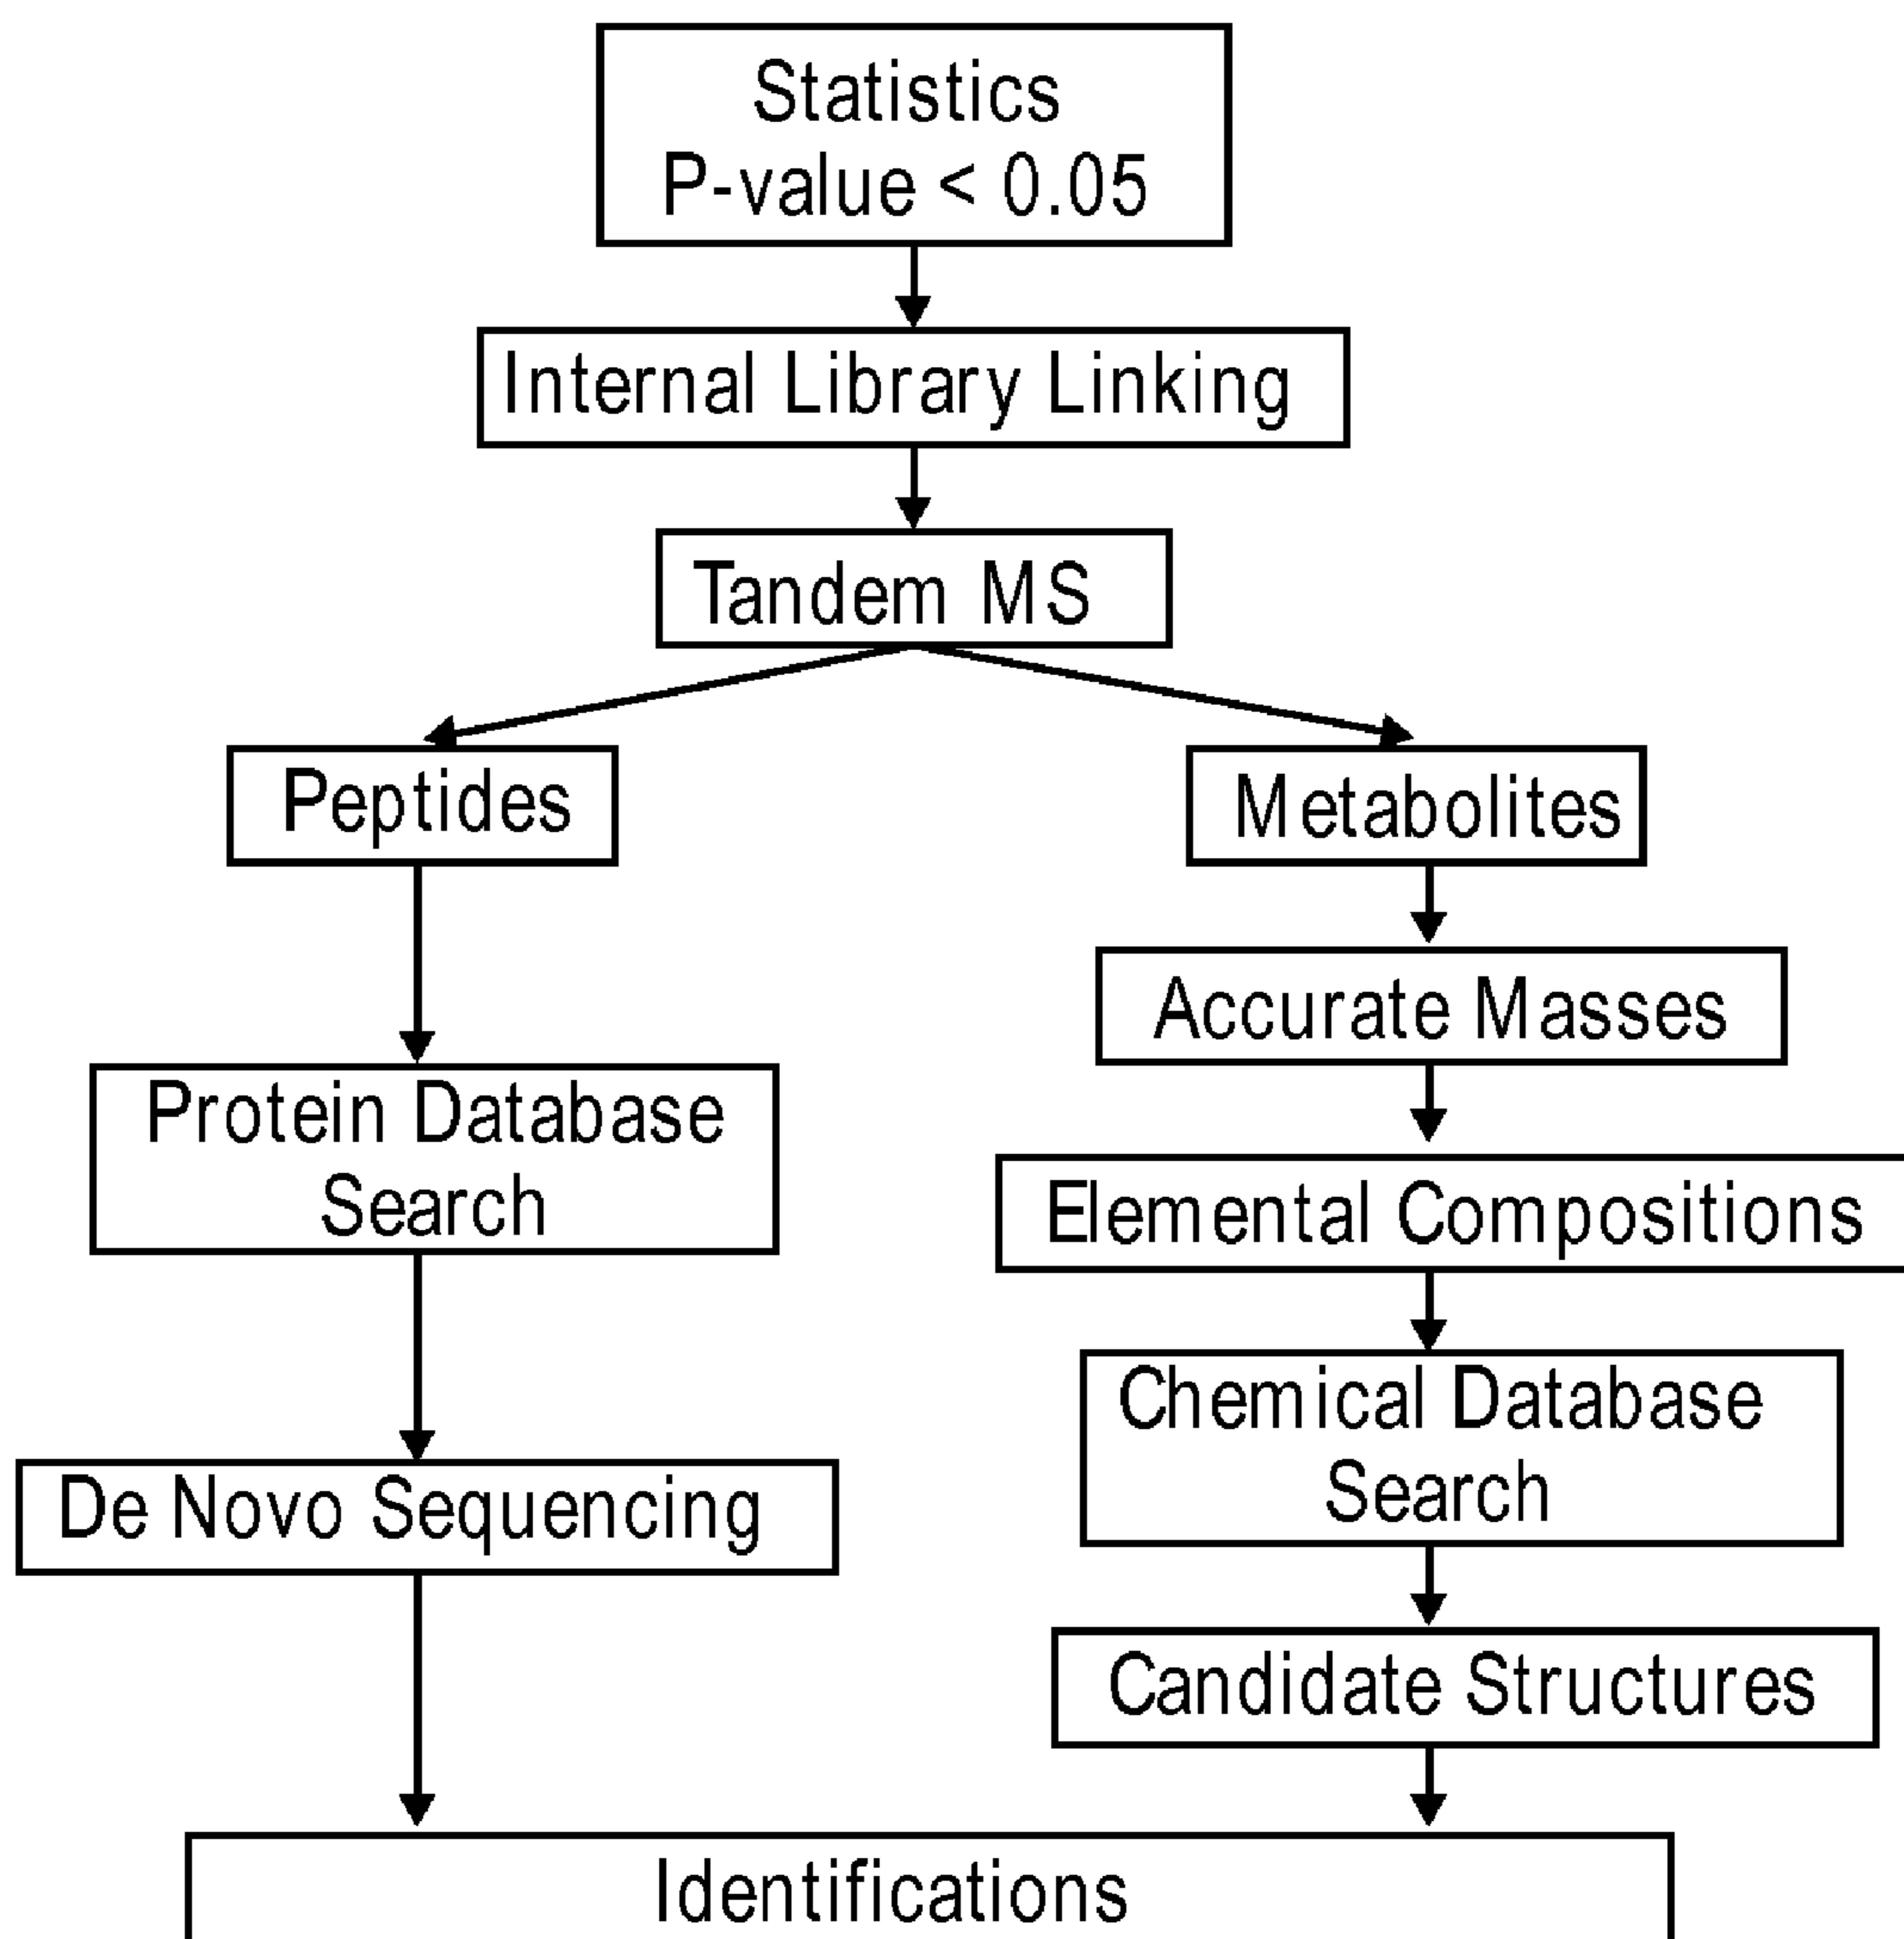 Statistics
P-value < 0.05
Internal Library Linking
Tandem MS
Peptides
Metabolites
Accurate Masses
Protein Database
Search
Elemental Compositions
Chemical Database
Search
De Novo Sequencing
Candidate Structures
Identifications